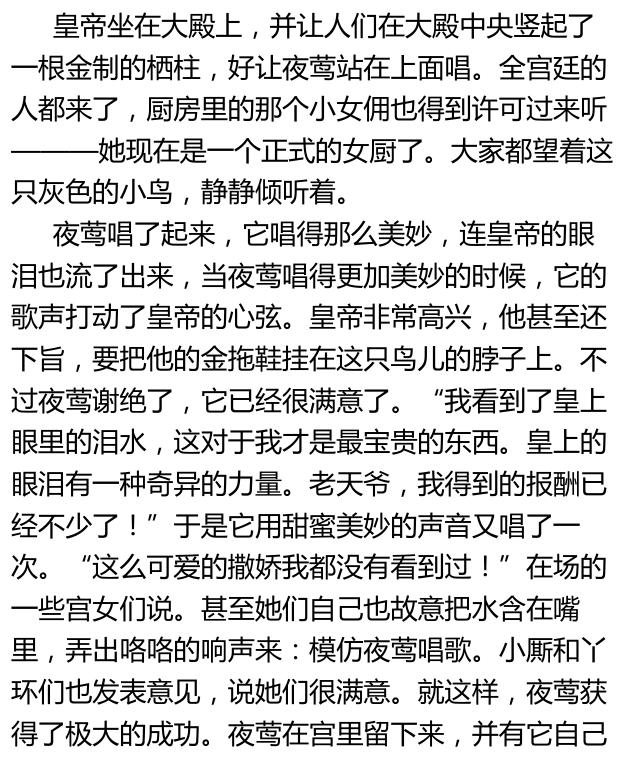 皇帝坐在大殿上，并让人们在大殿中央竖起了
一根金制的栖柱，好让夜莺站在上面唱。全宫廷的
人都来了，厨房里的那个小女佣也得到许可过来听
———她现在是一个正式的女厨了。大家都望着这
只灰色的小鸟，静静倾听着。
夜莺唱了起来，它唱得那么美妙，连皇帝的眼
泪也流了出来，当夜莺唱得更加美妙的时候，它的
歌声打动了皇帝的心弦。皇帝非常高兴，他甚至还
下旨，要把他的金拖鞋挂在这只鸟儿的脖子上。不
过夜莺谢绝了，它已经很满意了。“我看到了皇上
眼里的泪水，这对于我才是最宝贵的东西。皇上的
眼泪有一种奇异的力量。老天爷，我得到的报酬已
经不少了！”于是它用甜蜜美妙的声音又唱了一
次。“这么可爱的撒娇我都没有看到过！”在场的
一些宫女们说。甚至她们自己也故意把水含在嘴
里，弄出咯咯的响声来：模仿夜莺唱歌。小厮和丫
环们也发表意见，说她们很满意。就这样，夜莺获
得了极大的成功。夜莺在宫里留下来，并有它自己